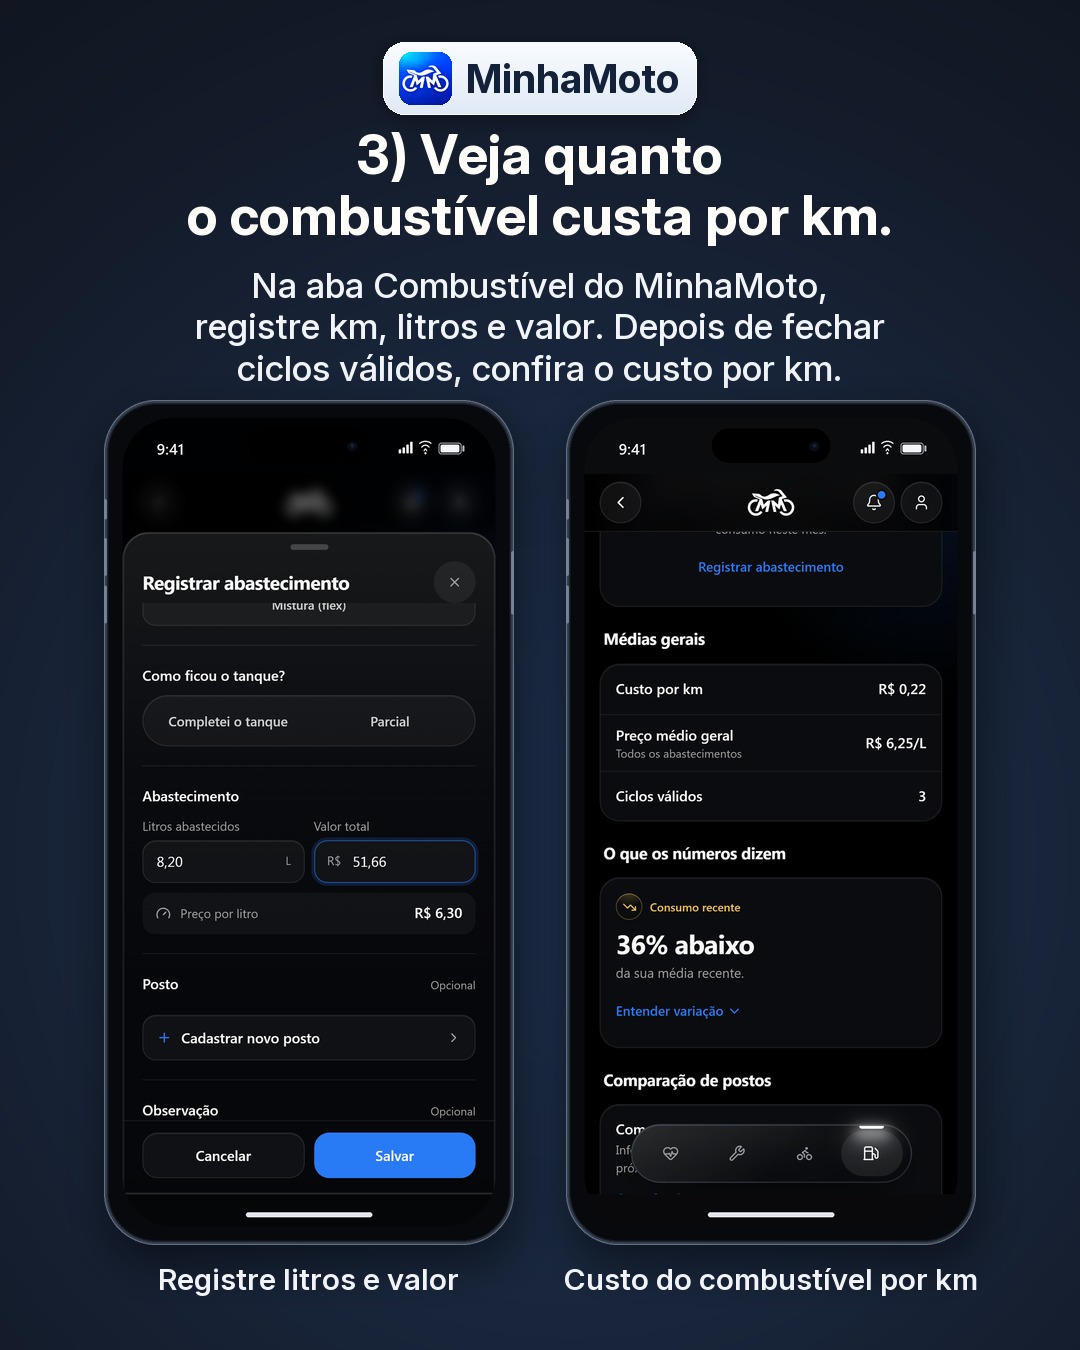 MinhaMoto
3) Veja quanto
o combustível custa por km.
Na aba Combustível do MinhaMoto,
registre km, litros e valor. Depois de fechar
ciclos válidos, confira o custo por km.
9:41
Registrar abastecimento
Mistura (flex)
Como ficou o tanque?
Completei o tanque
Parcial
Abastecimento
Litros abastecidos
Valor total
8,20 L
R$ 51,66
Preço por litro
R$ 6,30
Posto
Opcional
+ Cadastrar novo posto
Observação
Opcional
Cancelar
Salvar
Registre litros e valor
9:41
MM
consumo neste mês.
Registrar abastecimento
Médias gerais
Custo por km
R$ 0,22
Preço médio geral
Todos os abastecimentos
R$ 6,25/L
Ciclos válidos
3
O que os números dizem
Consumo recente
36% abaixo
da sua média recente.
Entender variação
Comparação de postos
Custo do combustível por km